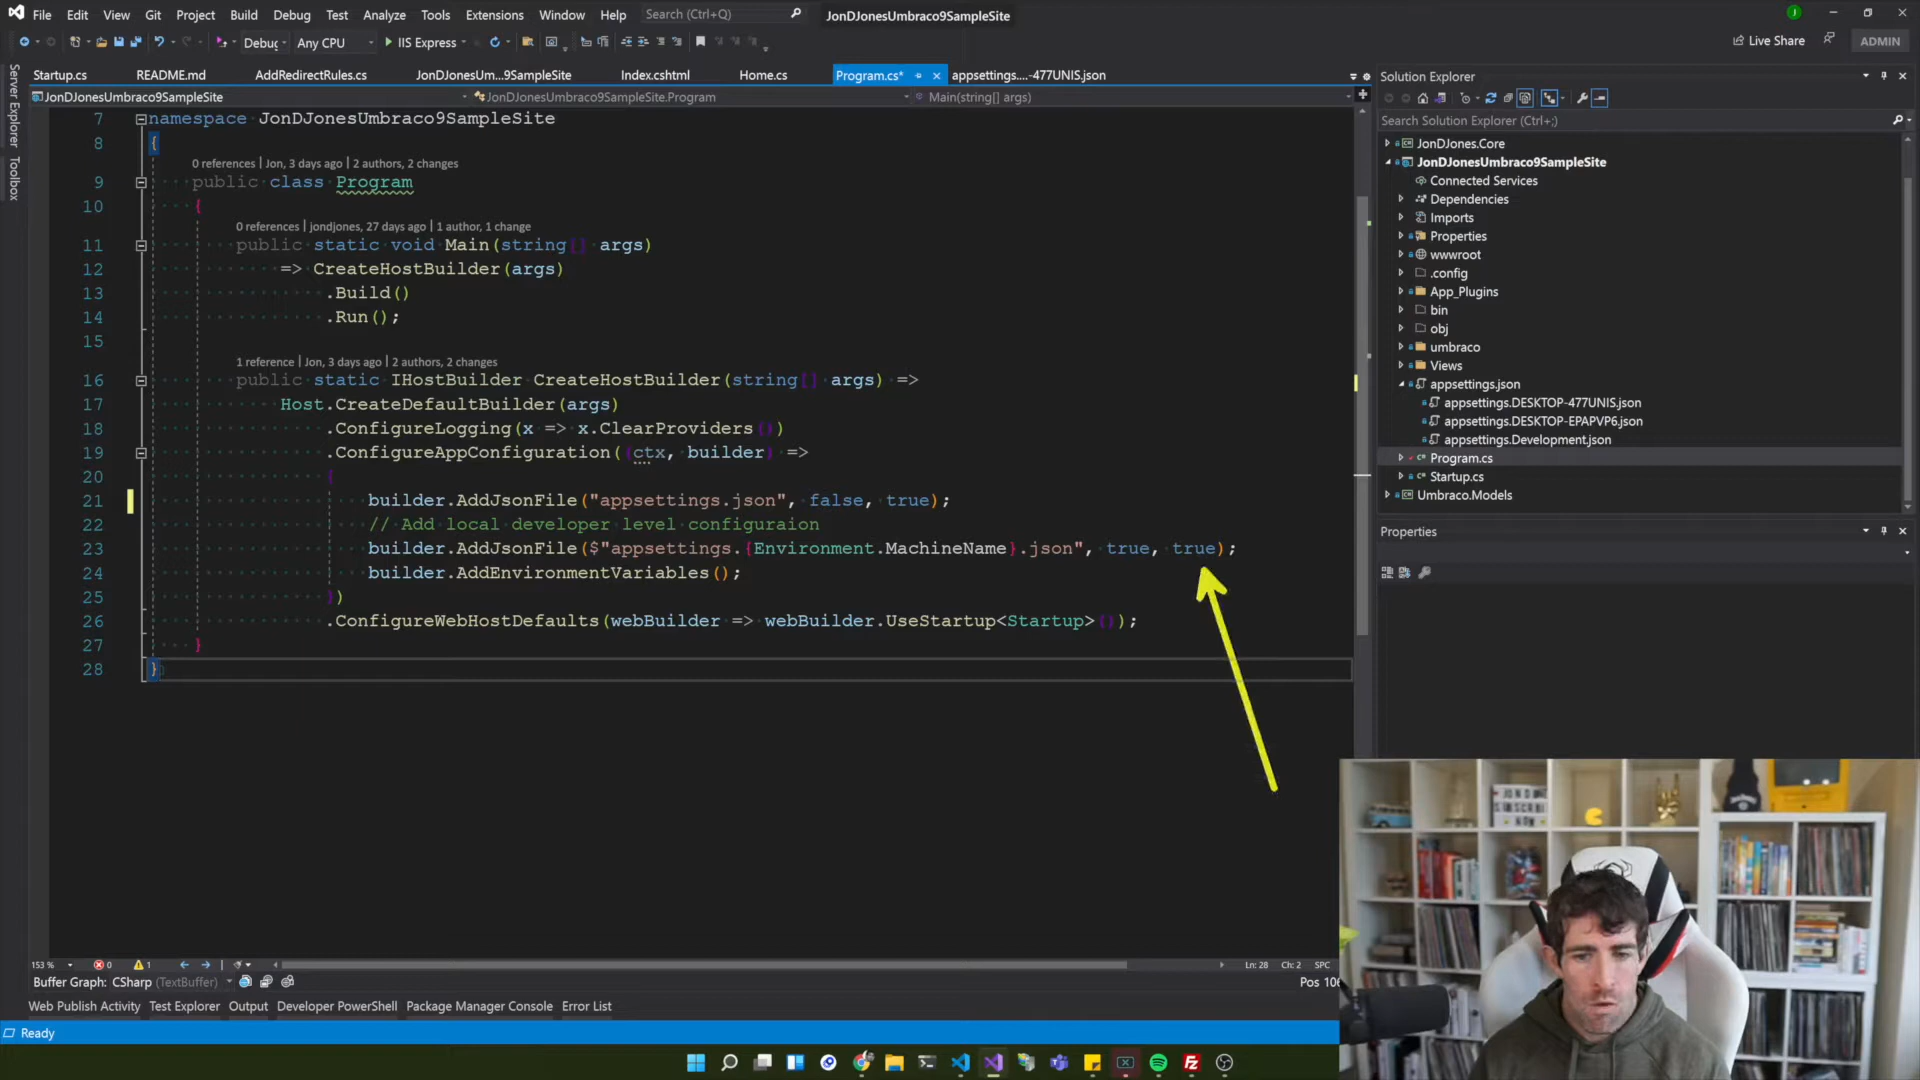 File Edit View Git Project Build Debug Test Analyze Tools Extensions Window Help Search (Ctrl+Q) JonDJonesUmbraco9SampleSite
Debug Any CPU IIS Express Live Share ADMIN
Server Explorer
Toolbox
Startup.cs README.md AddRedirectRules.cs JonDJonesUm...9SampleSite Index.cshtml Home.cs Program.cs* appsettings....-477UNIS.json
JonDJonesUmbraco9SampleSite JonDJonesUmbraco9SampleSite.Program Main(string[] args)
7 namespace JonDJonesUmbraco9SampleSite
8 {
0 references | Jon, 3 days ago | 2 authors, 2 changes
9 public class Program
10 {
0 references | jondjones, 27 days ago | 1 author, 1 change
11 public static void Main(string[] args)
12 => CreateHostBuilder(args)
13 .Build()
14 .Run();
15
1 reference | Jon, 3 days ago | 2 authors, 2 changes
16 public static IHostBuilder CreateHostBuilder(string[] args) =>
17 Host.CreateDefaultBuilder(args)
18 .ConfigureLogging(x => x.ClearProviders())
19 .ConfigureAppConfiguration((ctx, builder) =>
20 {
21 builder.AddJsonFile("appsettings.json", false, true);
22 // Add local developer level configuraion
23 builder.AddJsonFile($"appsettings.{Environment.MachineName}.json", true, true);
24 builder.AddEnvironmentVariables();
25 })
26 .ConfigureWebHostDefaults(webBuilder => webBuilder.UseStartup<Startup>());
27 }
28 }
153 % 0 1 Ln: 28 Ch: 2 SPC
Buffer Graph: CSharp (TextBuffer) Pos 106
Web Publish Activity Test Explorer Output Developer PowerShell Package Manager Console Error List
Ready
Solution Explorer
Search Solution Explorer (Ctrl+;)
JonDJones.Core
JonDJonesUmbraco9SampleSite
Connected Services
Dependencies
Imports
Properties
wwwroot
.config
App_Plugins
bin
obj
umbraco
Views
appsettings.json
appsettings.DESKTOP-477UNIS.json
appsettings.DESKTOP-EPAPVP6.json
appsettings.Development.json
Program.cs
Startup.cs
Umbraco.Models
Properties
JON D JONES